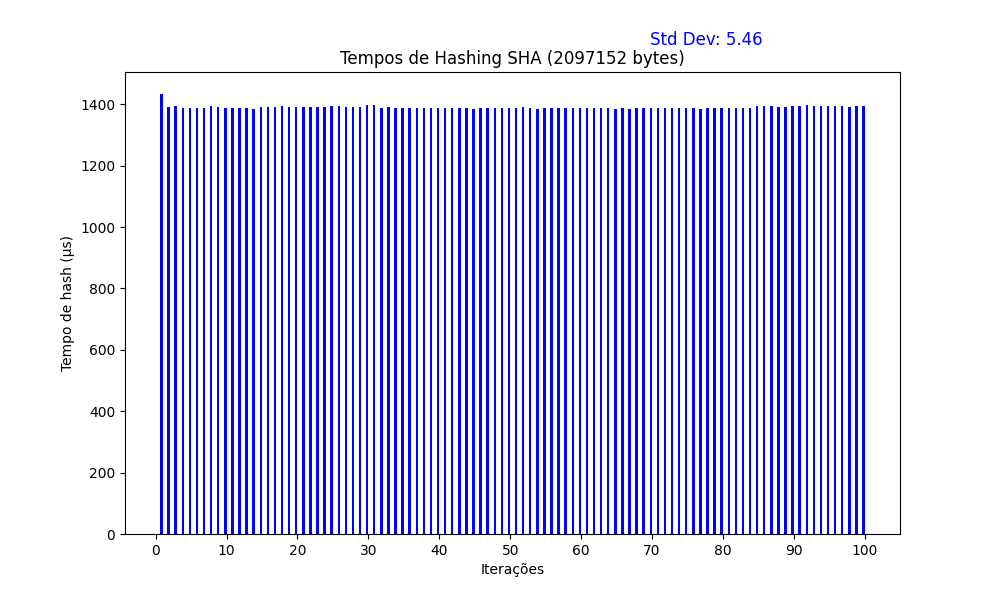 Std Dev: 5.46
Tempos de Hashing SHA (2097152 bytes)
Tempo de hash (μs)
1400
1200
1000
800
600
400
200
0
0 10 20 30 40 50 60 70 80 90 100
Iterações